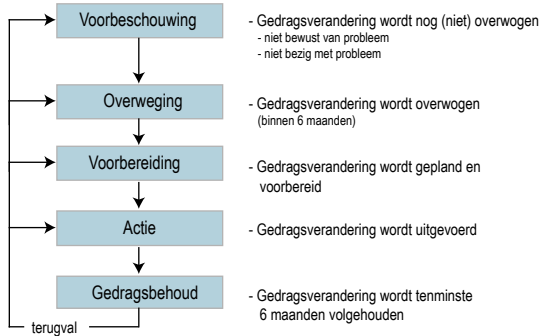 Voorbeschouwing
- Gedragsverandering wordt nog (niet) overwogen
- niet bewust van probleem
- niet bezig met probleem
Overweging
- Gedragsverandering wordt overwogen
(binnen 6 maanden)
Voorbereiding
- Gedragsverandering wordt gepland en
voorbereid
Actie
- Gedragsverandering wordt uitgevoerd
Gedragsbehoud
- Gedragsverandering wordt tenminste
6 maanden volgehouden
terugval